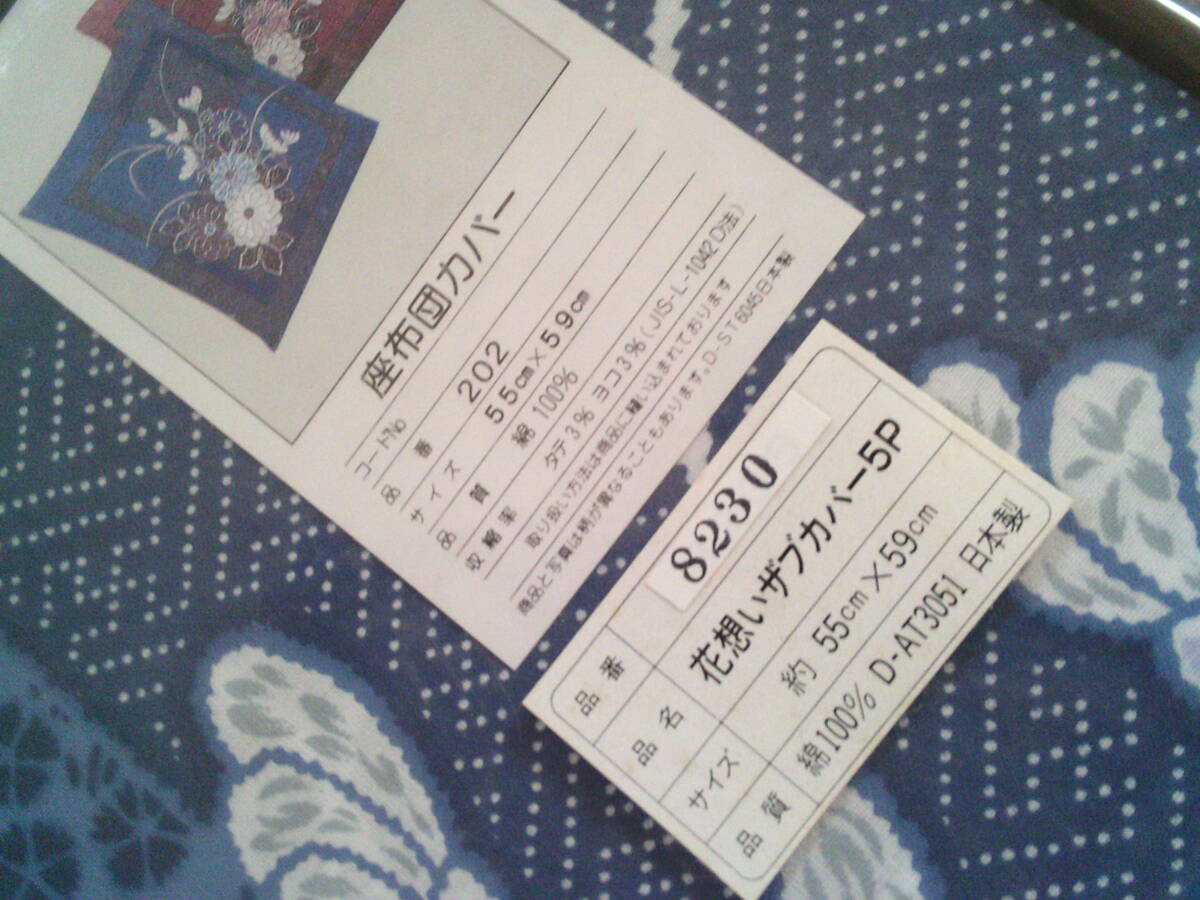 座布団カバー
コードNo
品番 202
サイズ 55cm×59cm
品質 綿 100%
収縮率 タテ3% ヨコ3%(JIS-L-1042D法)
取り扱い方法は商品に縫い込まれております
商品と写真は柄が異なることもあります。D-ST6045日本製
品番 8230
品名 花想いザブカバー5P
サイズ 約 55cm×59cm
品質 綿100% D-AT3051 日本製